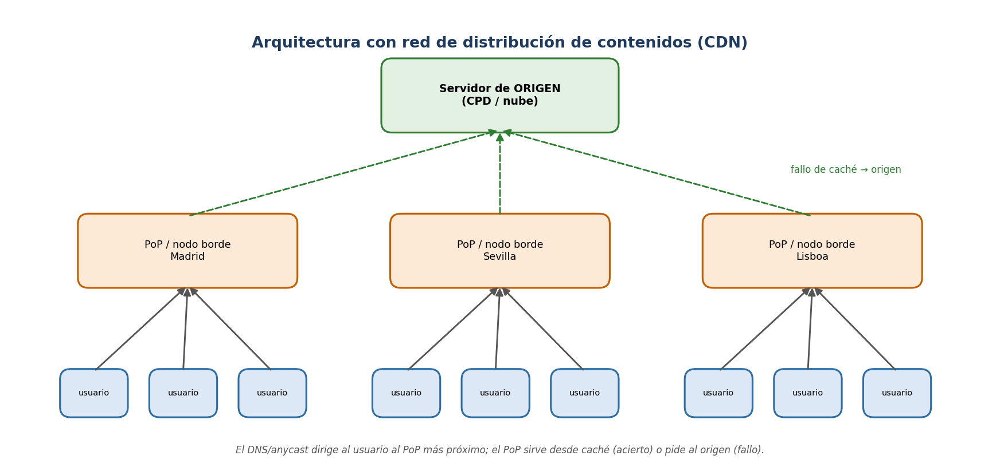 Arquitectura con red de distribución de contenidos (CDN)
Servidor de ORIGEN
(CPD / nube)
fallo de caché → origen
PoP / nodo borde
Madrid
PoP / nodo borde
Sevilla
PoP / nodo borde
Lisboa
usuario
usuario
usuario
usuario
usuario
usuario
usuario
usuario
usuario
El DNS/anycast dirige al usuario al PoP más próximo; el PoP sirve desde caché (acierto) o pide al origen (fallo).